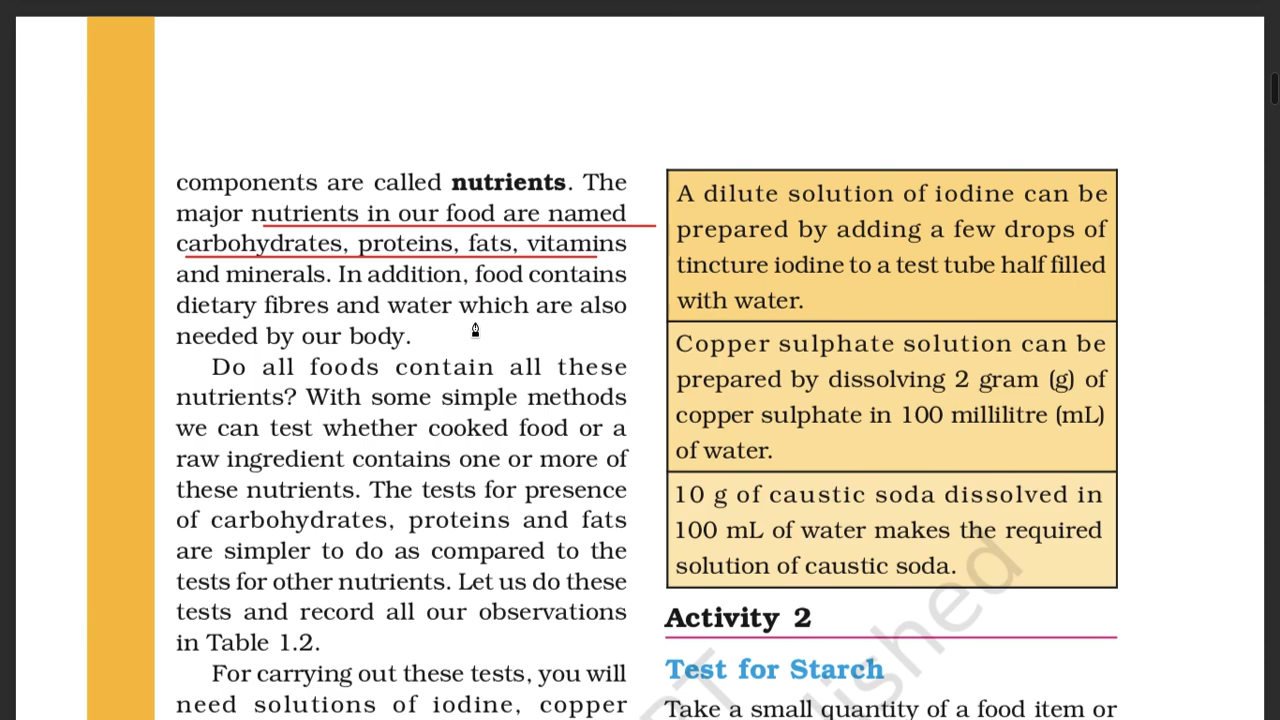 components are called nutrients. The
major nutrients in our food are named
carbohydrates, proteins, fats, vitamins
and minerals. In addition, food contains
dietary fibres and water which are also
needed by our body.
Do all foods contain all these
nutrients? With some simple methods
we can test whether cooked food or a
raw ingredient contains one or more of
these nutrients. The tests for presence
of carbohydrates, proteins and fats
are simpler to do as compared to the
tests for other nutrients. Let us do these
tests and record all our observations
in Table 1.2.
For carrying out these tests, you will
need solutions of iodine, copper
A dilute solution of iodine can be
prepared by adding a few drops of
tincture iodine to a test tube half filled
with water.
Copper sulphate solution can be
prepared by dissolving 2 gram (g) of
copper sulphate in 100 millilitre (mL)
of water.
10 g of caustic soda dissolved in
100 mL of water makes the required
solution of caustic soda.
Activity 2
Test for Starch
Take a small quantity of a food item or